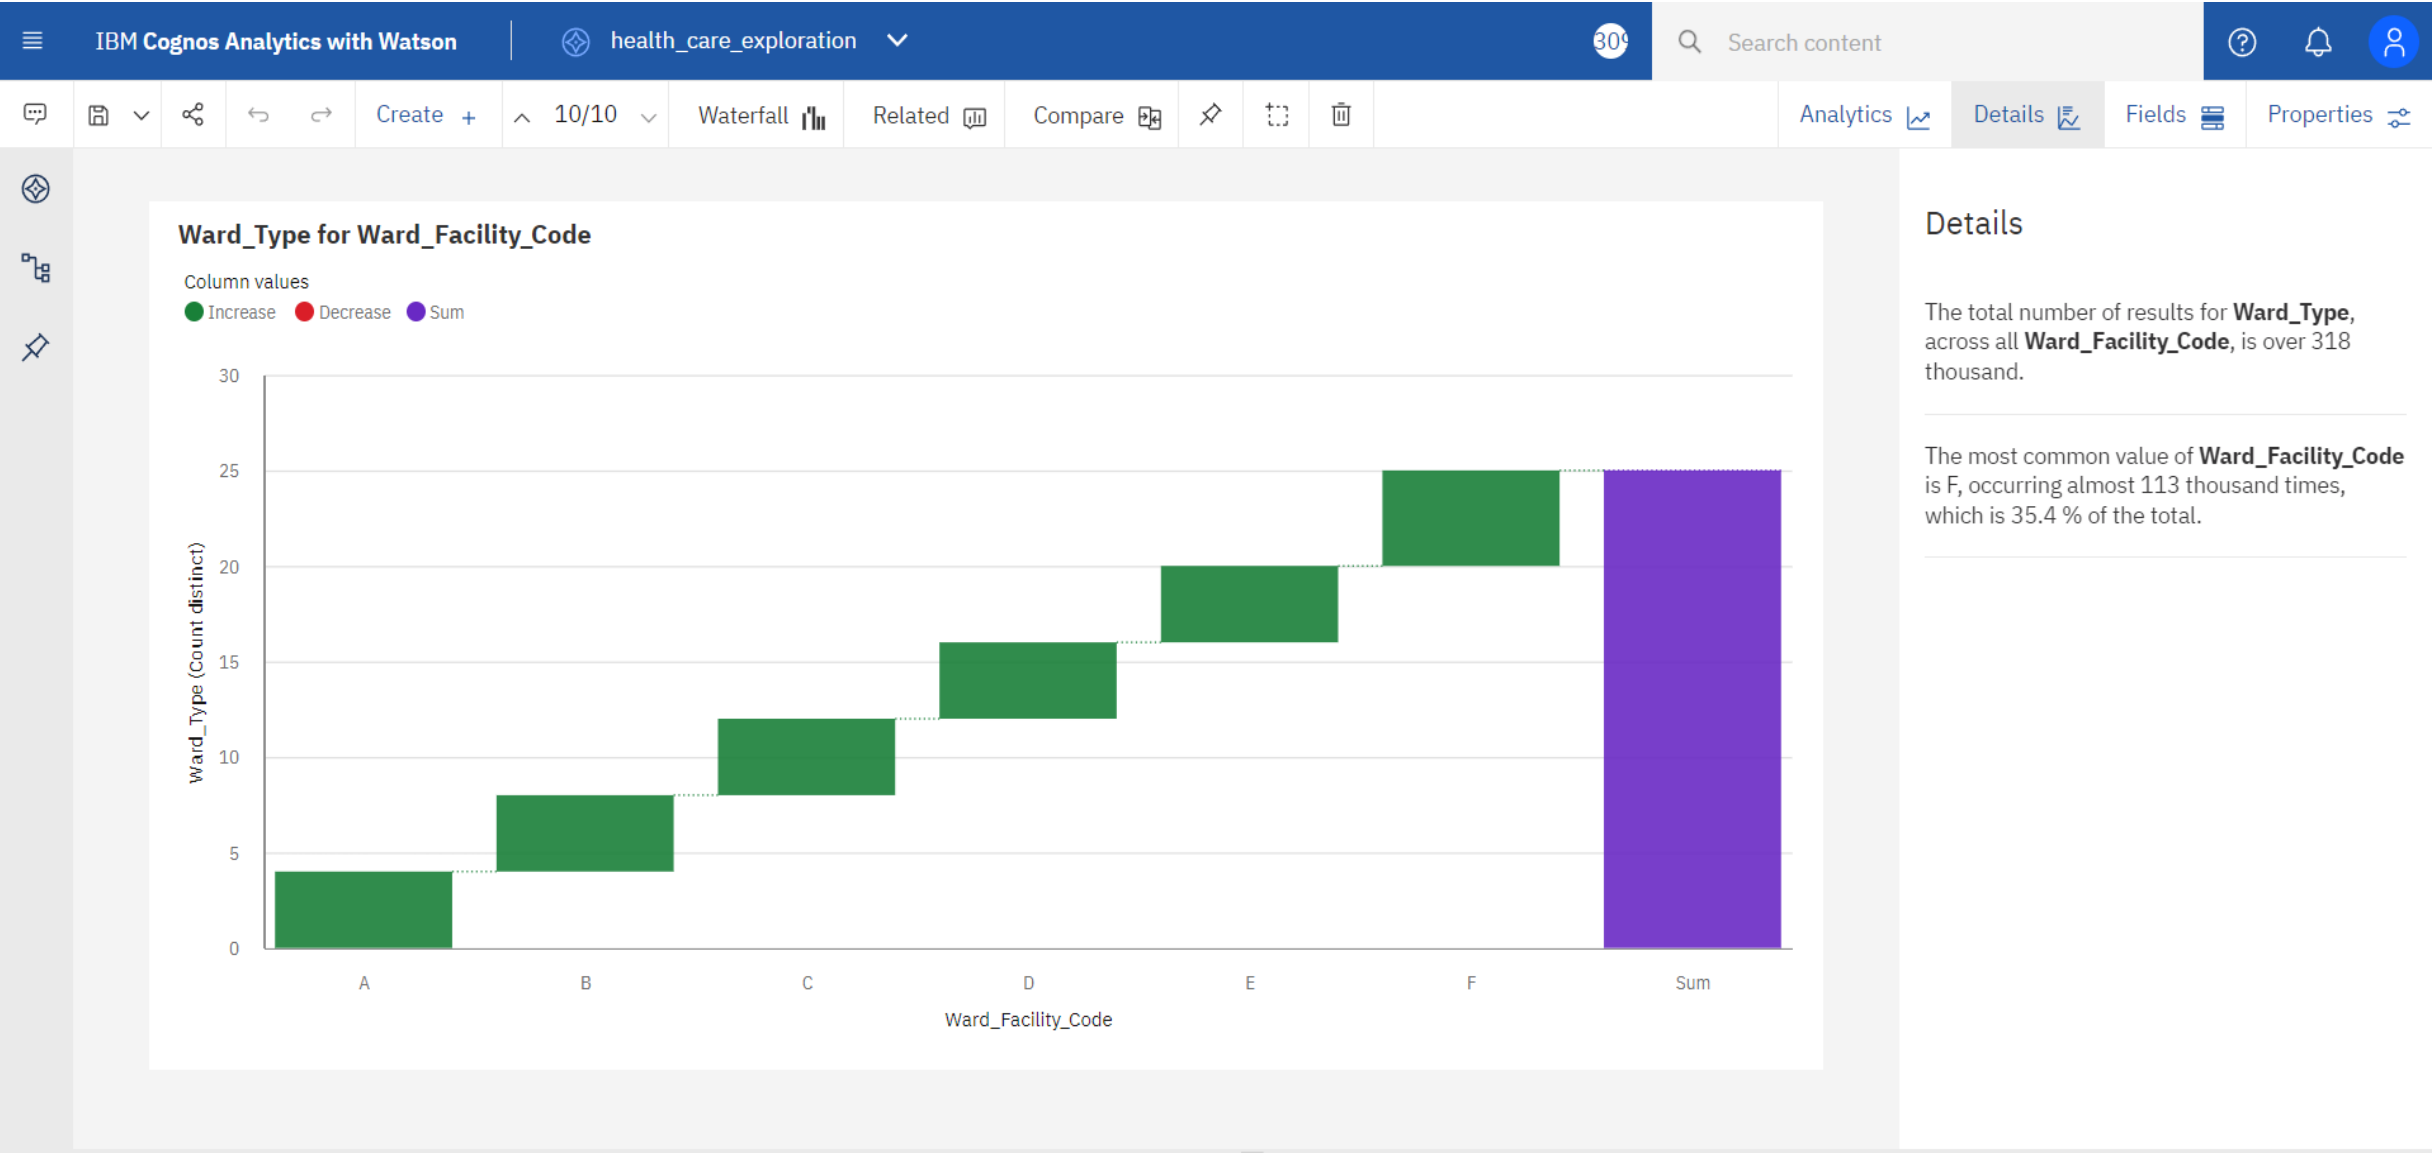 IBM Cognos Analytics with Watson
health_care_exploration
Search content
Create +
10/10
Waterfall
Related
Compare
Analytics
Details
Fields
Properties
Ward_Type for Ward_Facility_Code
Column values
Increase Decrease Sum
30
25
20
15
10
5
0
Ward_Type (Count distinct)
A B C D E F Sum
Ward_Facility_Code
Details
The total number of results for Ward_Type,
across all Ward_Facility_Code, is over 318
thousand.
The most common value of Ward_Facility_Code
is F, occurring almost 113 thousand times,
which is 35.4 % of the total.